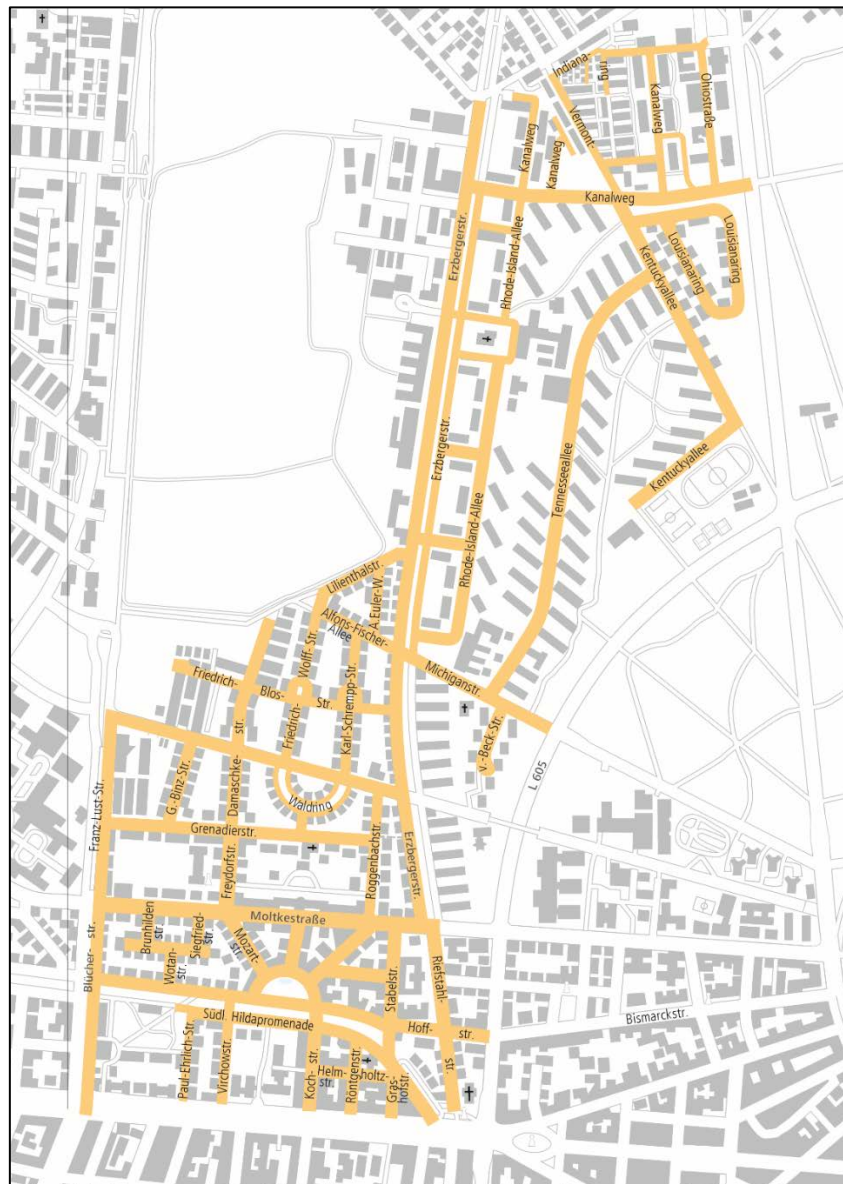 Indiana-
ring
Ohiostraße
Kanalweg
Vermont-
Kanalweg
Kanalweg
Kanalweg
Erzbergerstr.
Rhode-Island-Allee
Louisianaring
Louisianaring
Kentuckyallee
Erzbergerstr.
Tennesseeallee
Kentuckyallee
Rhode-Island-Allee
Lilienthalstr.
A.Euler-W.
Alfons-Fischer-
Allee
Wolff- Str.
Karl-Schrempp-Str.
Michiganstr.
Friedrich-
Blos-
Str.
Friedrich-
str.
Damaschke-
v.-Beck-Str.
L 605
G.-Binz-Str.
Waldring
Franz-Lust-Str.
Grenadierstr.
Freydorfstr.
Roggenbachstr.
Erzbergerstr.
Moltkestraße
Brunhilden
str.
Siegfried-
str.
Wotan-
str.
Mozart-
str.
Blücher-
str.
Stabelstr.
Riefstahl-
str.
Bismarckstr.
Südl. Hildapromenade
Hoff-
str.
Paul-Ehrlich-Str.
Virchowstr.
Koch-
str.
Helm-
holtz-
str.
Röntgenstr.
Gras-
hofstr.